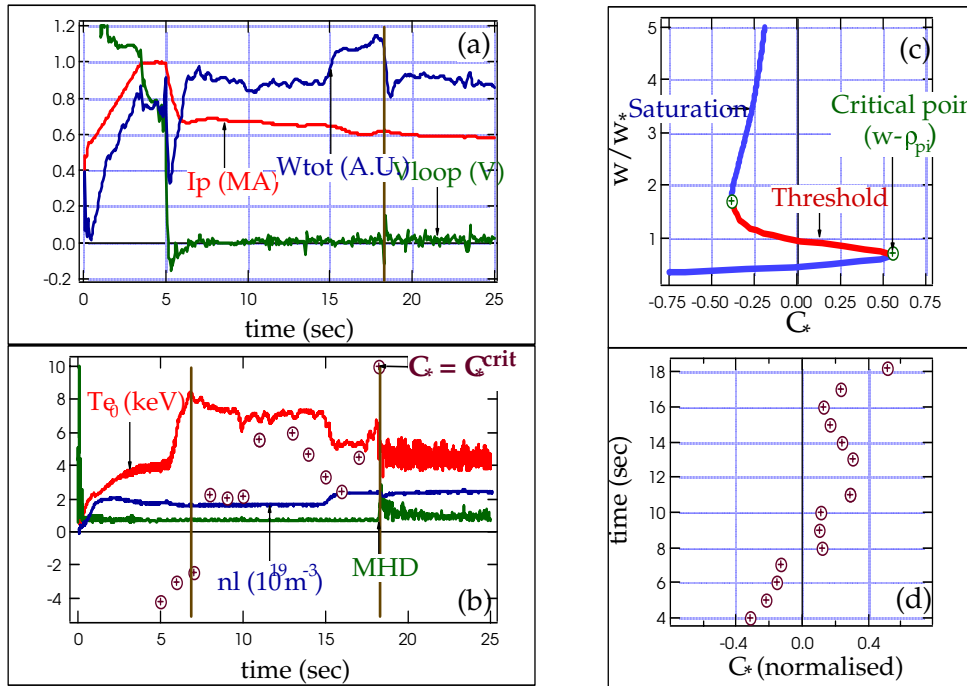 1.2
1.0
0.8
0.6
0.4
0.2
0.0
-0.2
(a)
Wtot (A.U.)
Ip (MA)
Vloop (V)
0 5 10 15 20 25
time (sec)
10
8
6
4
2
0
-2
-4
Te0 (keV)
C* = C*crit
nl (10^19 m^-3)
MHD
(b)
0 5 10 15 20 25
time (sec)
w/w*
5
4
3
2
1
(c)
Saturation
Critical point
(w-ρpi)
Threshold
-0.75 -0.50 -0.25 0.00 0.25 0.50 0.75
C*
time (sec)
18
16
14
12
10
8
6
4
(d)
-0.4 0.0 0.4
C* (normalised)